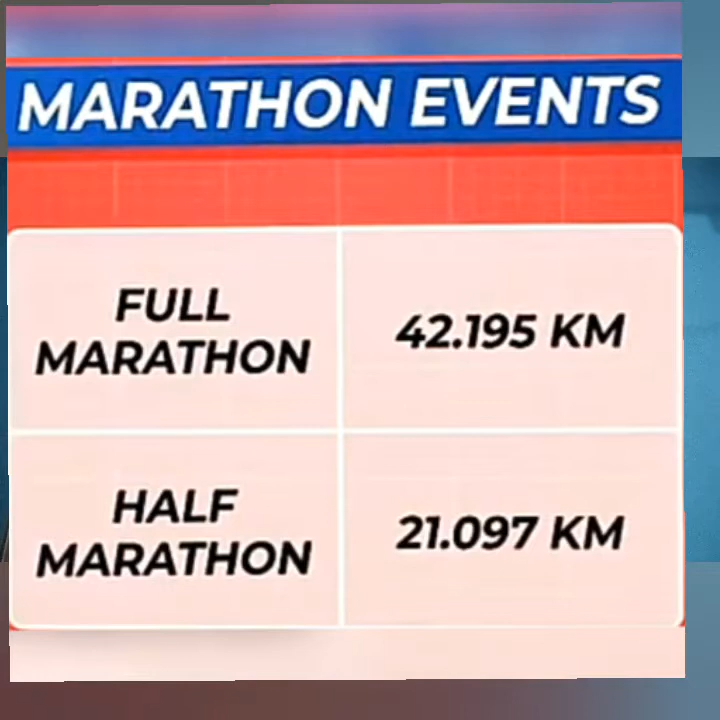 MARATHON EVENTS
FULL
MARATHON
42.195 KM
HALF
MARATHON
21.097 KM